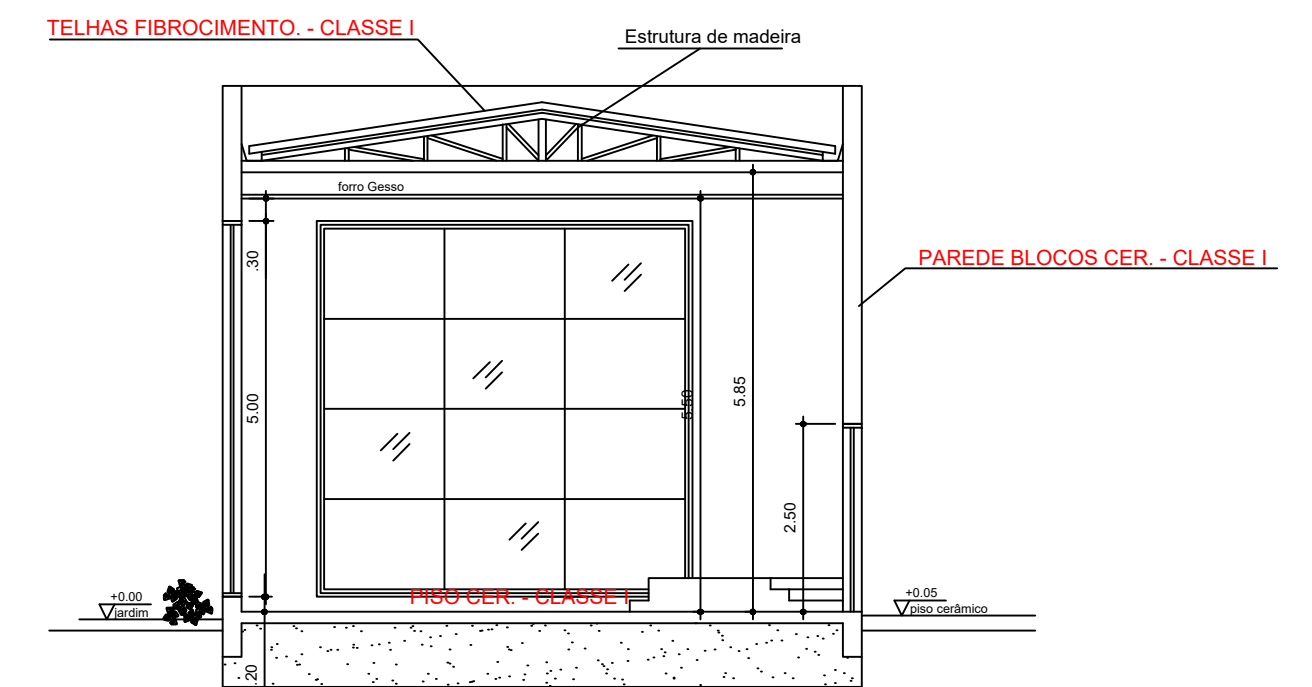 TELHAS FIBROCIMENTO. - CLASSE I
Estrutura de madeira
forro Gesso
.30
PAREDE BLOCOS CER. - CLASSE I
5.00
5.50
5.85
2.50
PISO CER. - CLASSE I
+0.00
jardim
+0.05
piso cerâmico
.20